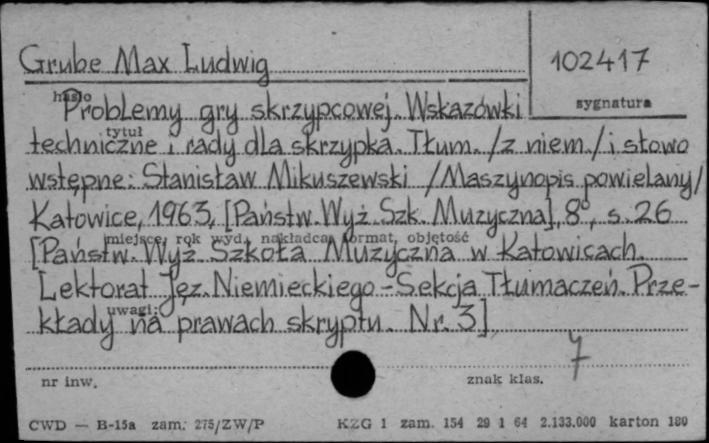 Grube Max Ludwig
102417
hasło
sygnatura
Problemy gry skrzypcowej. Wskazówki
tytuł
techniczne i rady dla skrzypka. Tłum. /z niem./ i słowo
wstępne: Stanisław Mikuszewski /Maszynopis powielany/
Katowice, 1963, [Państw. Wyż. Szk. Muzyczna], 8°, s. 26
miejsce, rok wyd., nakładca, format, objętość
[Państw. Wyż. Szkoła Muzyczna w Katowicach.
Lektorat Jęz. Niemieckiego - Sekcja Tłumaczeń. Prze-
uwagi:
kłady na prawach skryptu. Nr. 3]
7
nr inw.
znak klas.
CWD — B-15a zam. 275/ZW/P
KZG 1 zam. 154 29 1 64 2.133.000 karton 180